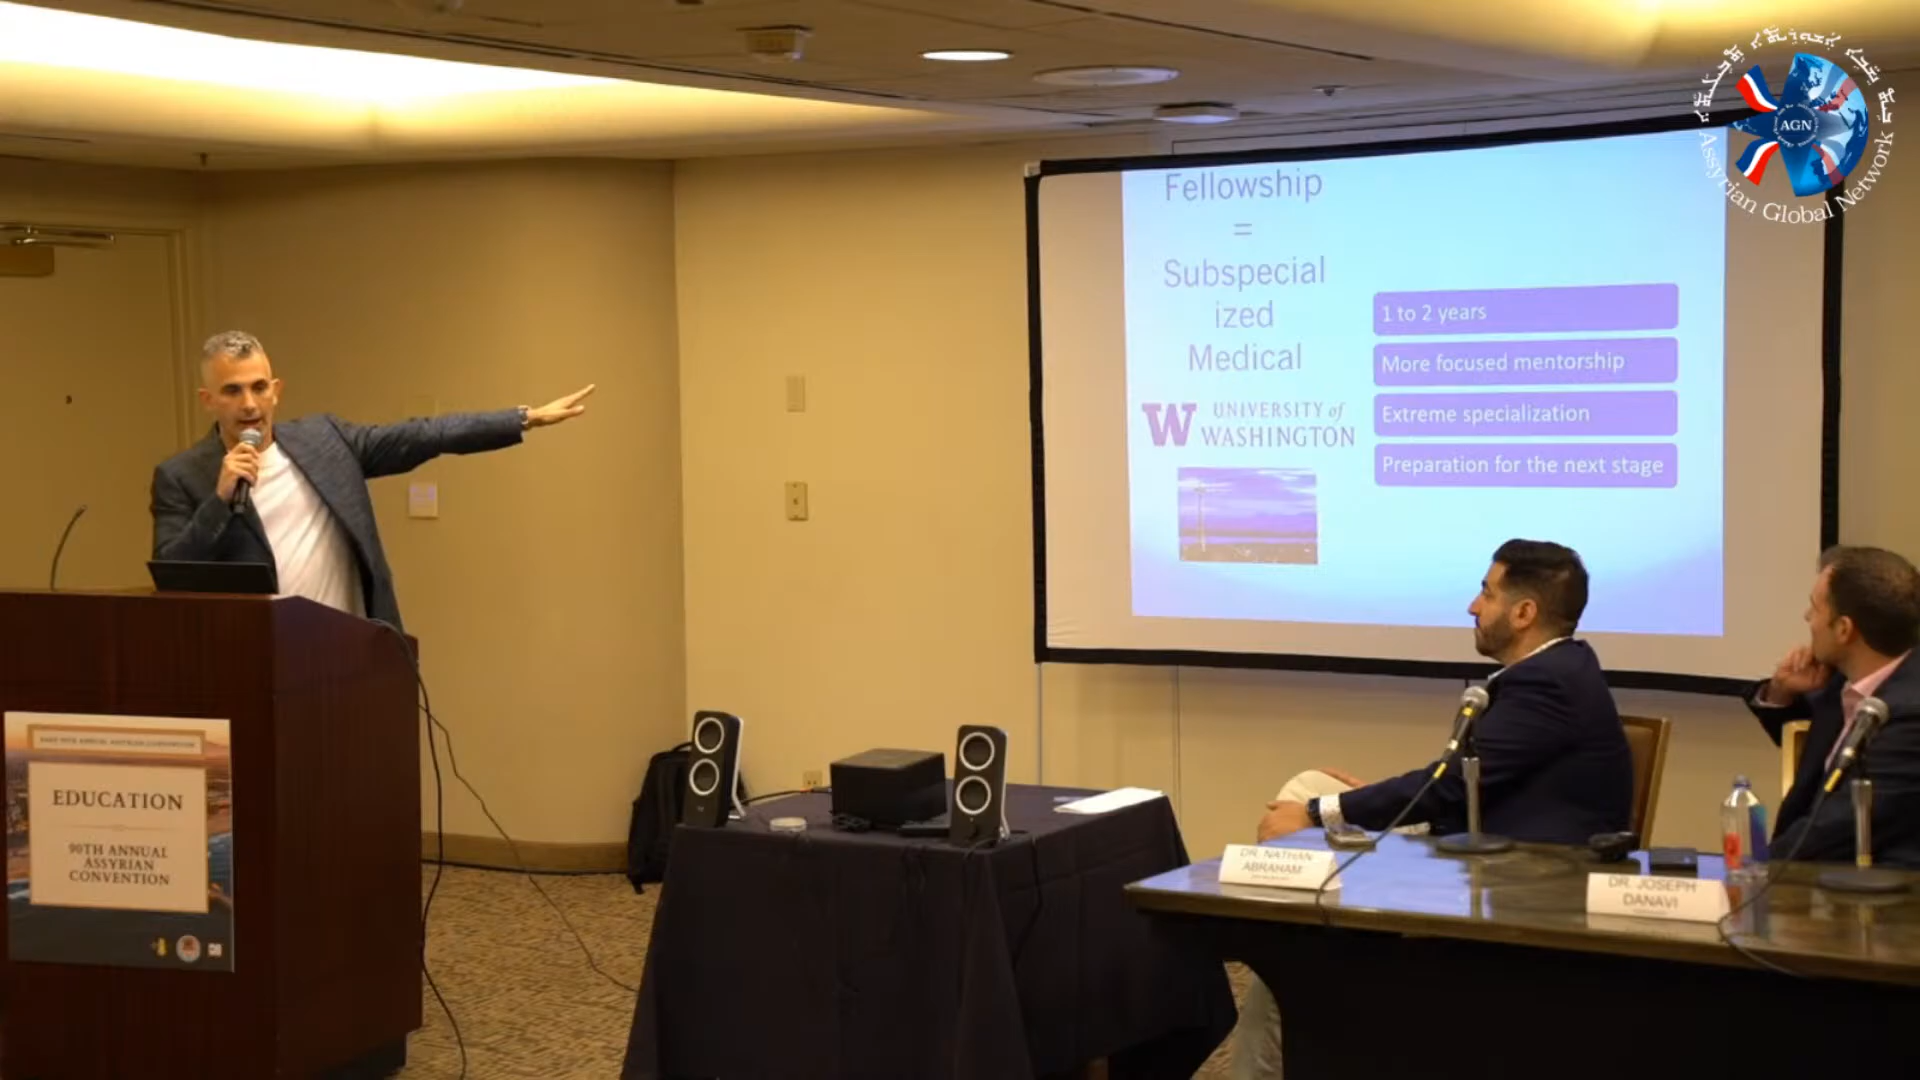 Fellowship
=
Subspecial
ized
Medical
W UNIVERSITY of
WASHINGTON
1 to 2 years
More focused mentorship
Extreme specialization
Preparation for the next stage
AGN
Assyrian Global Network
EDUCATION
90TH ANNUAL
ASSYRIAN
CONVENTION
DR. NATHAN
ABRAHAM
DR. JOSEPH
DANAVI